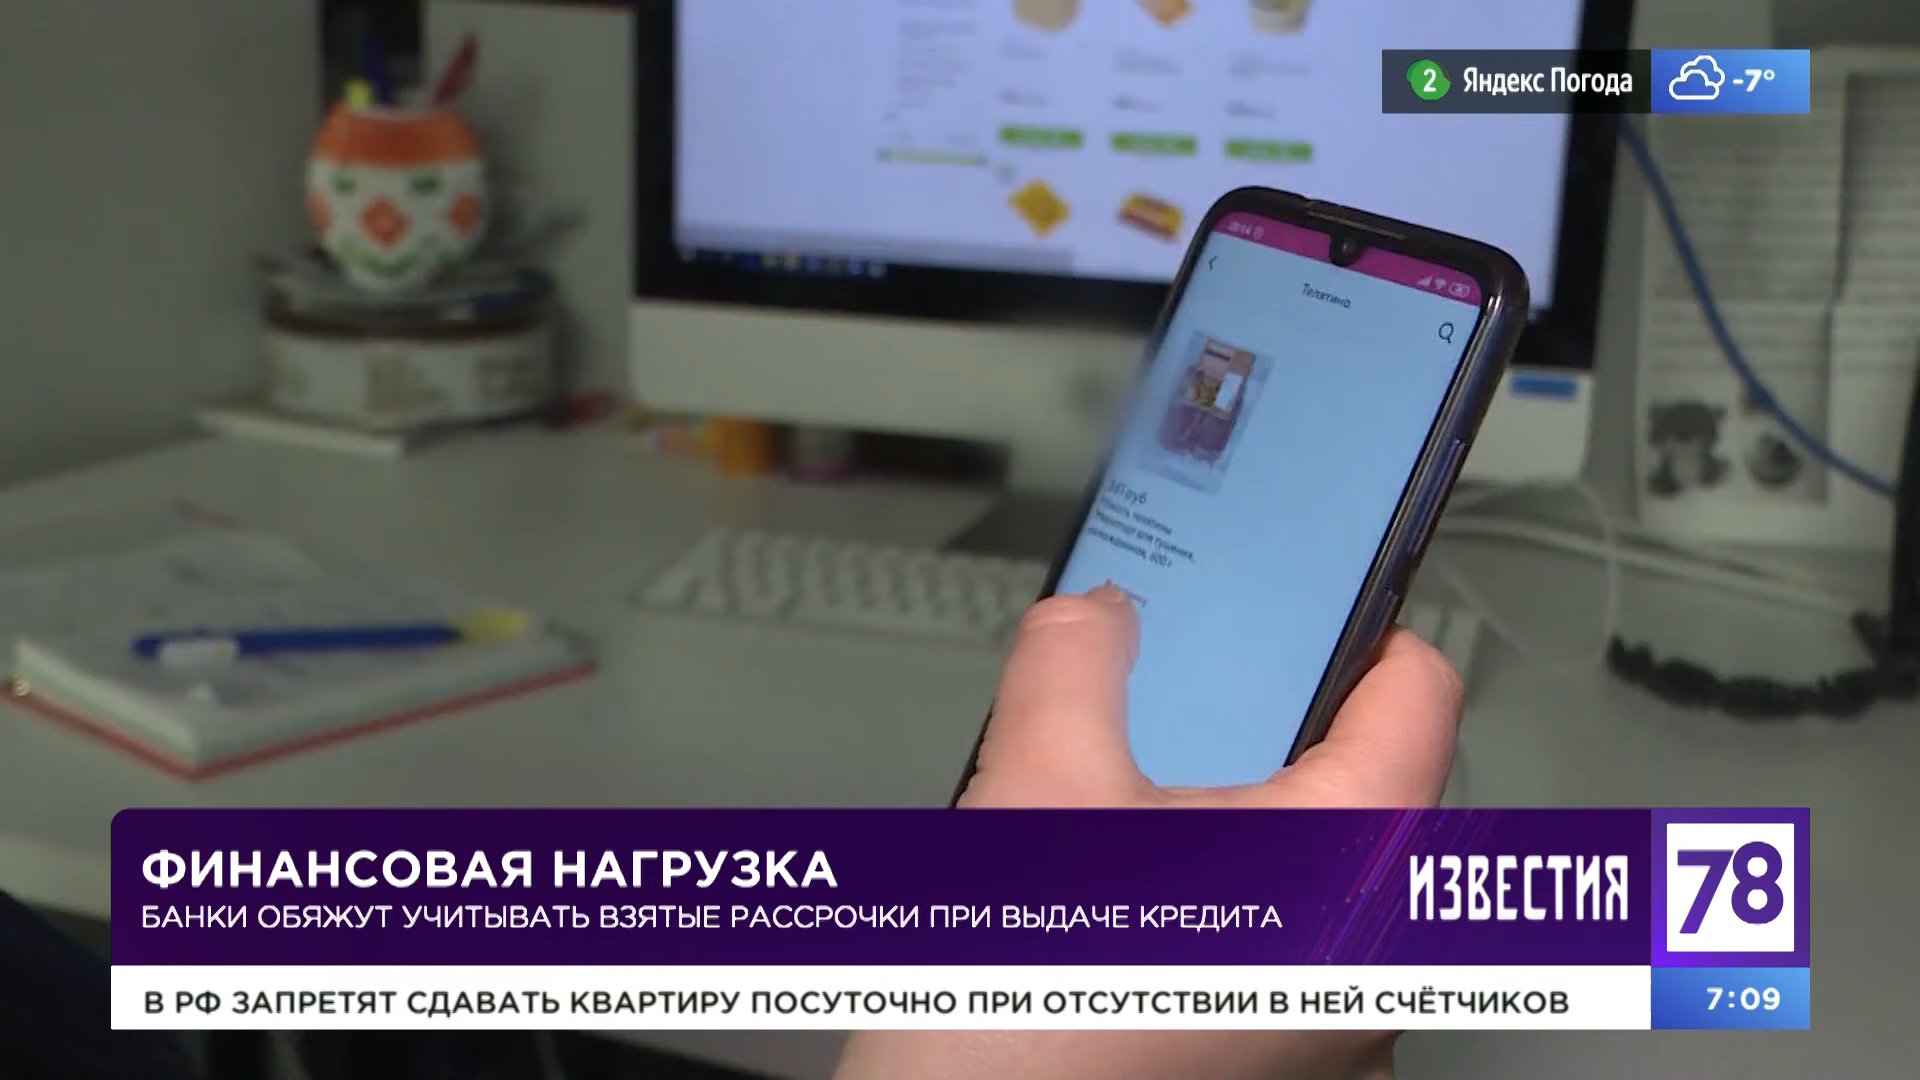 2 Яндекс Погода -7°
Телятина
ФИНАНСОВАЯ НАГРУЗКА
БАНКИ ОБЯЖУТ УЧИТЫВАТЬ ВЗЯТЫЕ РАССРОЧКИ ПРИ ВЫДАЧЕ КРЕДИТА
ИЗВЕСТИЯ
78
В РФ ЗАПРЕТЯТ СДАВАТЬ КВАРТИРУ ПОСУТОЧНО ПРИ ОТСУТСТВИИ В НЕЙ СЧЁТЧИКОВ
7:09